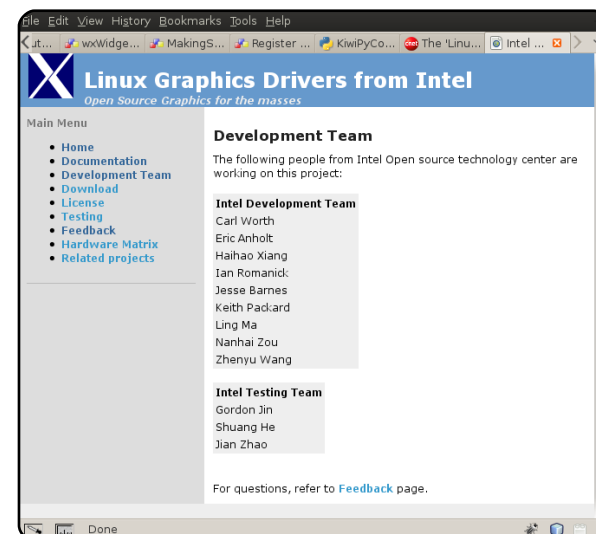 File Edit View History Bookmarks Tools Help
ut... wxWidge... MakingS... Register ... KiwiPyCo... The 'Linu... Intel ...
Linux Graphics Drivers from Intel
Open Source Graphics for the masses
Main Menu
Home
Documentation
Development Team
Download
License
Testing
Feedback
Hardware Matrix
Related projects
Development Team
The following people from Intel Open source technology center are
working on this project:
Intel Development Team
Carl Worth
Eric Anholt
Haihao Xiang
Ian Romanick
Jesse Barnes
Keith Packard
Ling Ma
Nanhai Zou
Zhenyu Wang
Intel Testing Team
Gordon Jin
Shuang He
Jian Zhao
For questions, refer to Feedback page.
Done